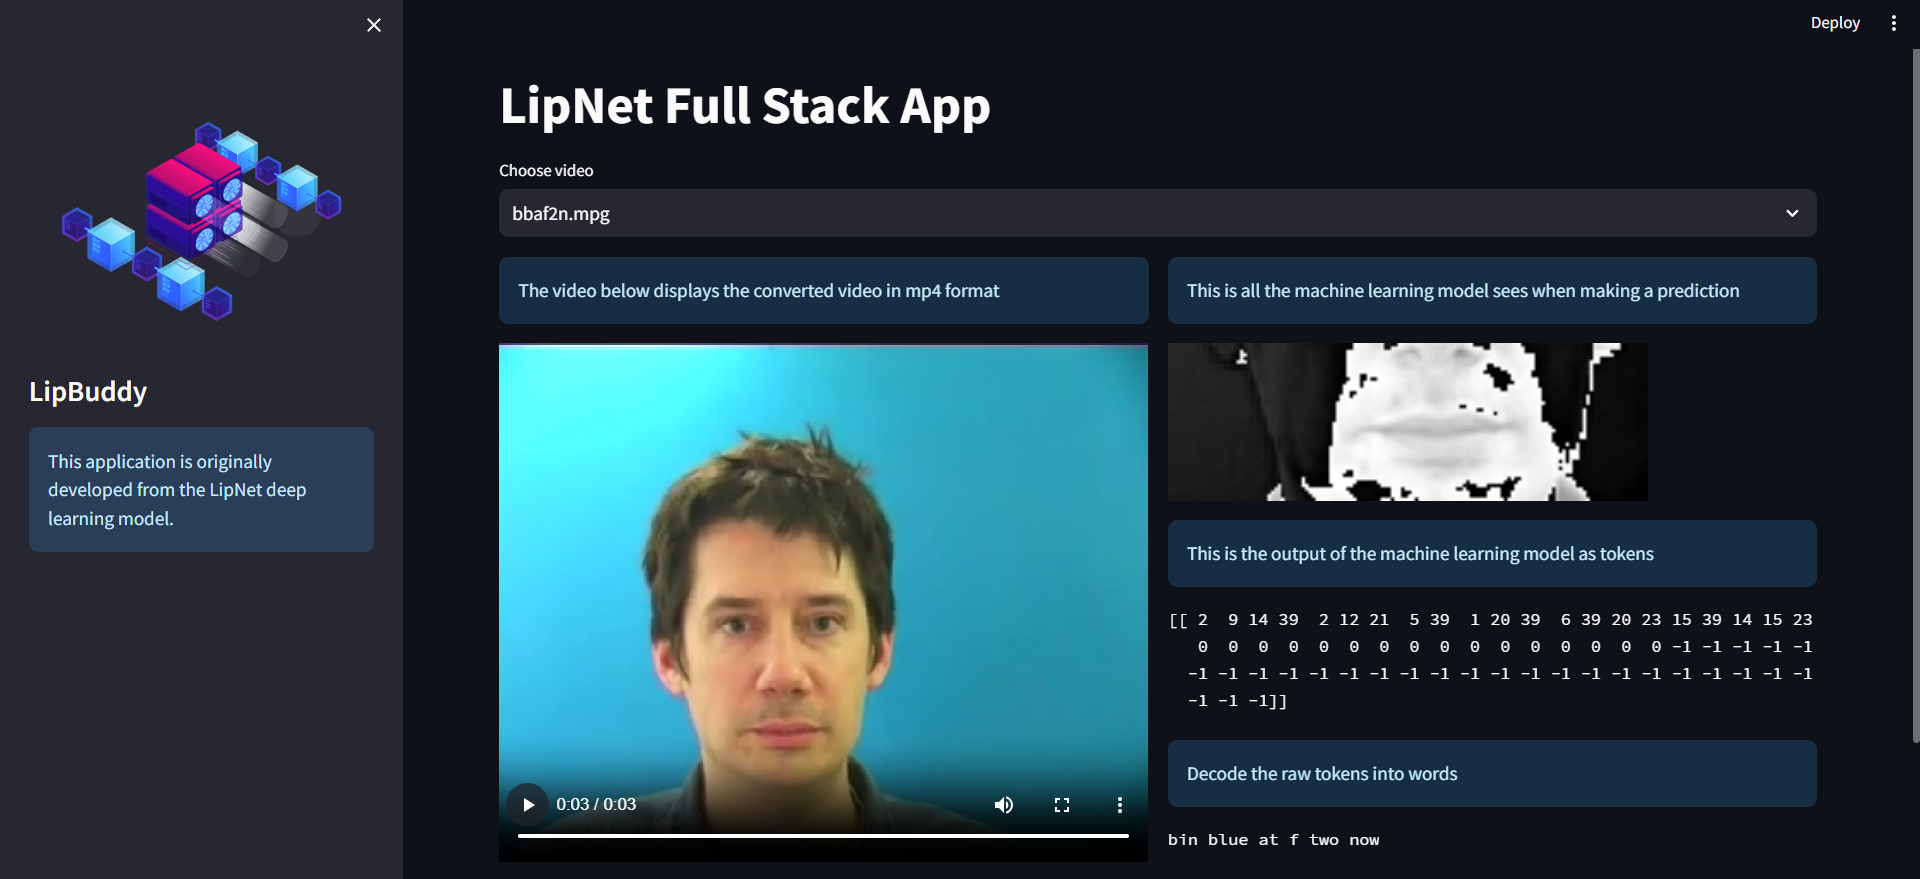 Deploy
LipNet Full Stack App
Choose video
bbaf2n.mpg
LipBuddy
This application is originally
developed from the LipNet deep
learning model.
The video below displays the converted video in mp4 format
0:03 / 0:03
This is all the machine learning model sees when making a prediction
This is the output of the machine learning model as tokens
[[ 2  9 14 39  2 12 21  5 39  1 20 39  6 39 20 23 15 39 14 15 23
   0  0  0  0  0  0  0  0  0  0  0  0  0  0  0  0 -1 -1 -1 -1 -1
  -1 -1 -1 -1 -1 -1 -1 -1 -1 -1 -1 -1 -1 -1 -1 -1 -1 -1 -1 -1 -1
  -1 -1 -1]]
Decode the raw tokens into words
bin blue at f two now